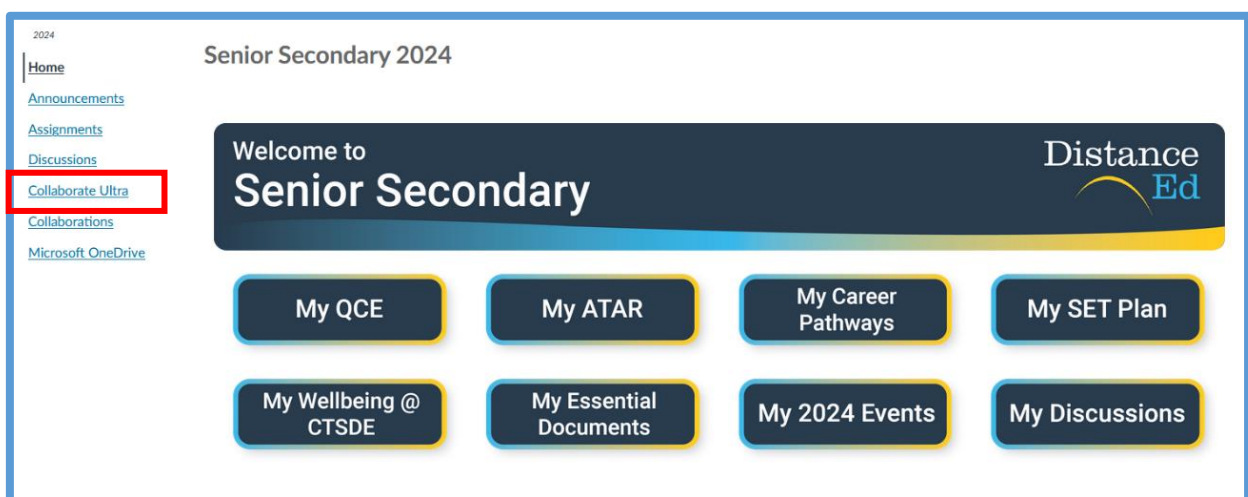 2024
Home
Announcements
Assignments
Discussions
Collaborate Ultra
Collaborations
Microsoft OneDrive
Senior Secondary 2024
Welcome to
Senior Secondary
Distance
Ed
My QCE
My ATAR
My Career
Pathways
My SET Plan
My Wellbeing @
CTSDE
My Essential
Documents
My 2024 Events
My Discussions